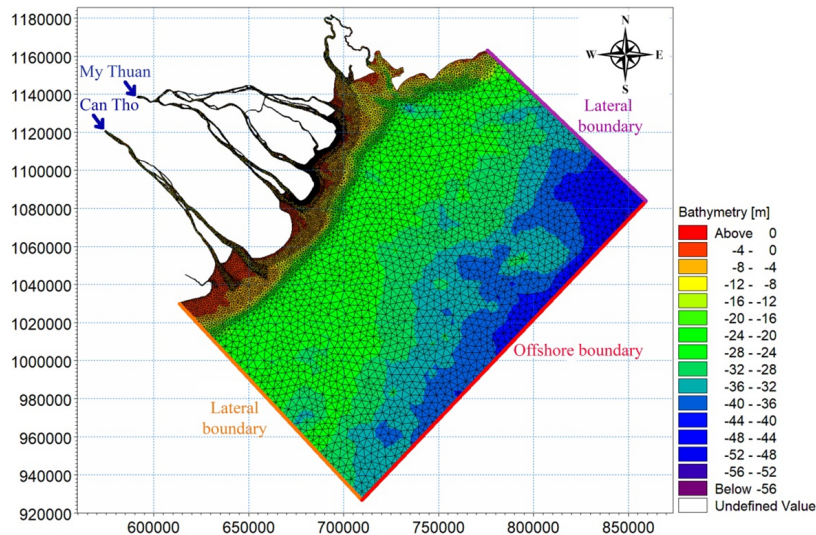 1180000
1160000
1140000
1120000
1100000
1080000
1060000
1040000
1020000
1000000
980000
960000
940000
920000
600000
650000
700000
750000
800000
850000
My Thuan
Can Tho
N
W
E
S
Lateral
boundary
Offshore boundary
Lateral
boundary
Bathymetry [m]
Above 0
-4 - 0
-8 - -4
-12 - -8
-16 - -12
-20 - -16
-24 - -20
-28 - -24
-32 - -28
-36 - -32
-40 - -36
-44 - -40
-48 - -44
-52 - -48
-56 - -52
Below -56
Undefined Value